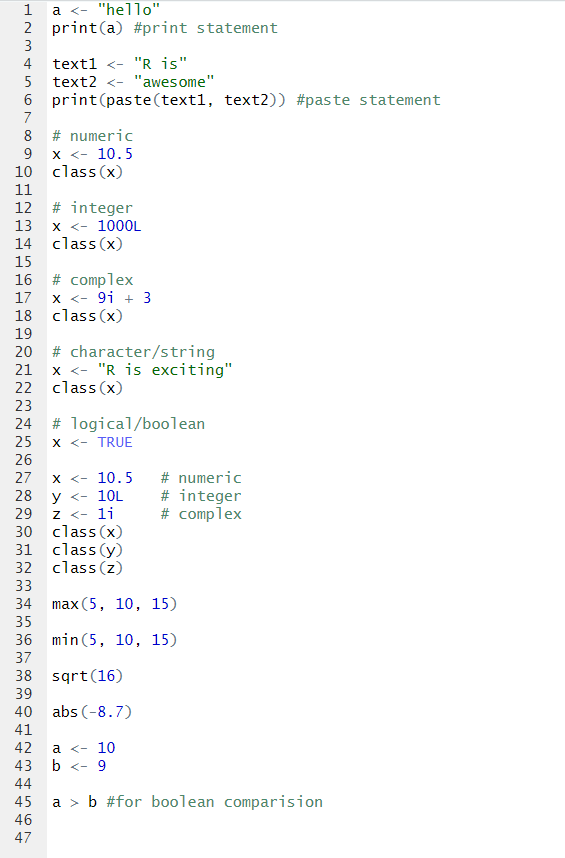 1 a <- "hello"
2 print(a) #print statement
3
4 text1 <- "R is"
5 text2 <- "awesome"
6 print(paste(text1, text2)) #paste statement
7
8 # numeric
9 x <- 10.5
10 class(x)
11
12 # integer
13 x <- 1000L
14 class(x)
15
16 # complex
17 x <- 9i + 3
18 class(x)
19
20 # character/string
21 x <- "R is exciting"
22 class(x)
23
24 # logical/boolean
25 x <- TRUE
26
27 x <- 10.5   # numeric
28 y <- 10L    # integer
29 z <- 1i     # complex
30 class(x)
31 class(y)
32 class(z)
33
34 max(5, 10, 15)
35
36 min(5, 10, 15)
37
38 sqrt(16)
39
40 abs(-8.7)
41
42 a <- 10
43 b <- 9
44
45 a > b #for boolean comparision
46
47